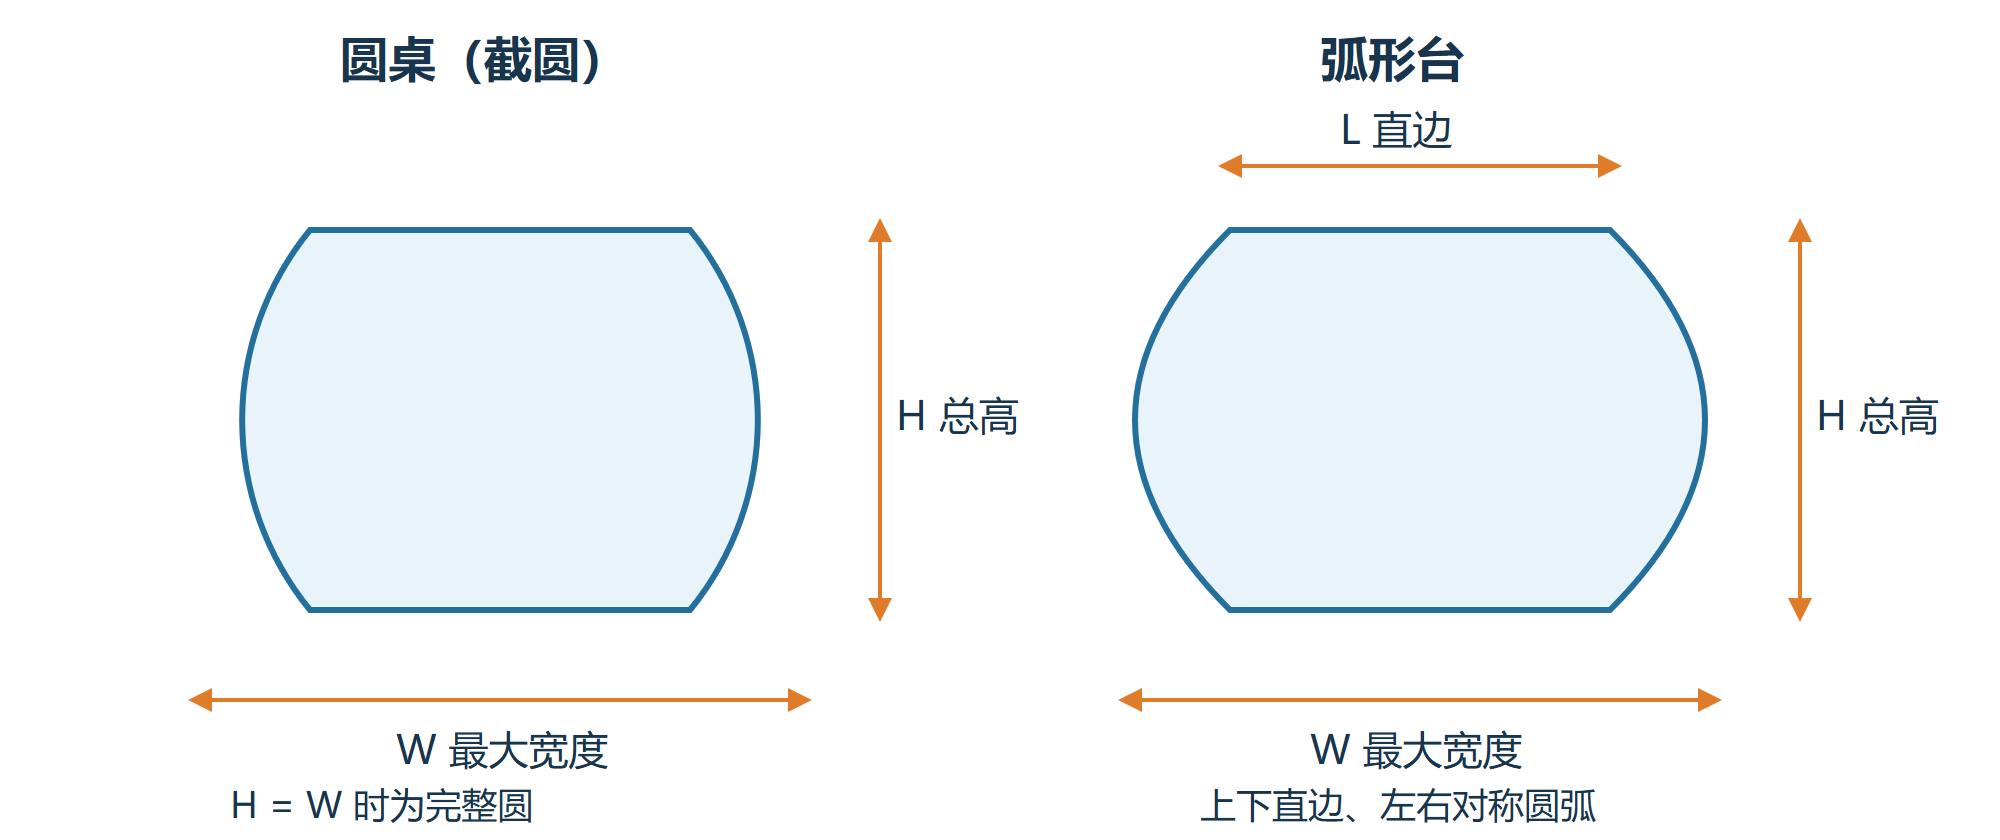 圆桌（截圆）
弧形台
L 直边
H 总高
H 总高
W 最大宽度
W 最大宽度
H = W 时为完整圆
上下直边、左右对称圆弧